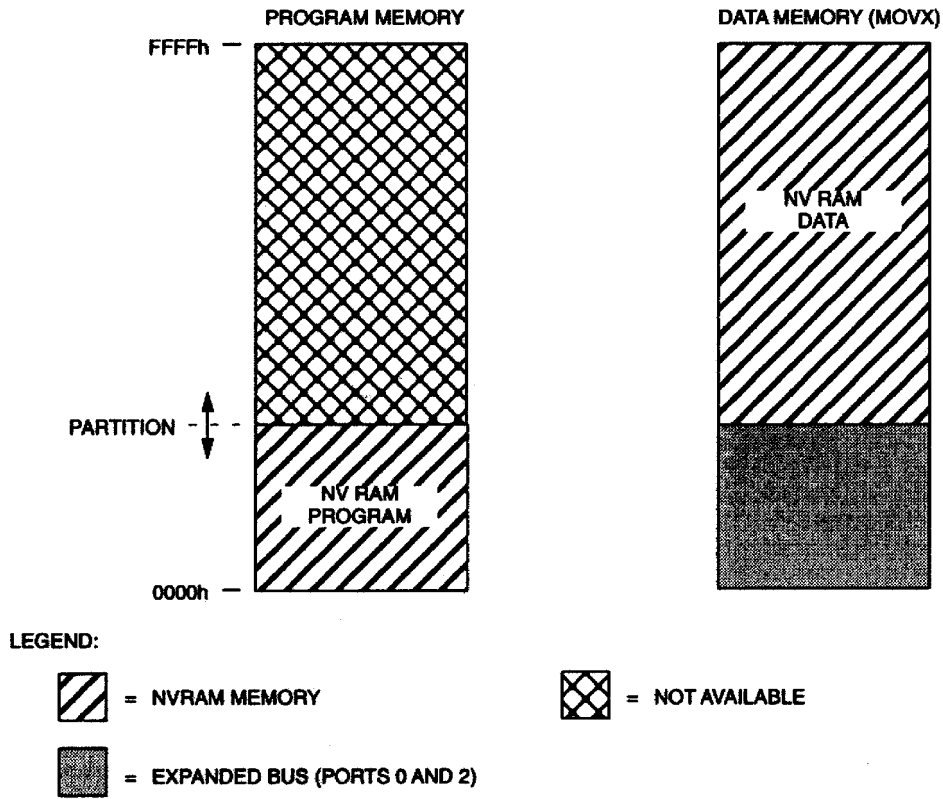 PROGRAM MEMORY
DATA MEMORY (MOVX)
FFFFh
NV RAM
DATA
PARTITION
NV RAM
PROGRAM
0000h
LEGEND:
= NVRAM MEMORY
= NOT AVAILABLE
= EXPANDED BUS (PORTS 0 AND 2)